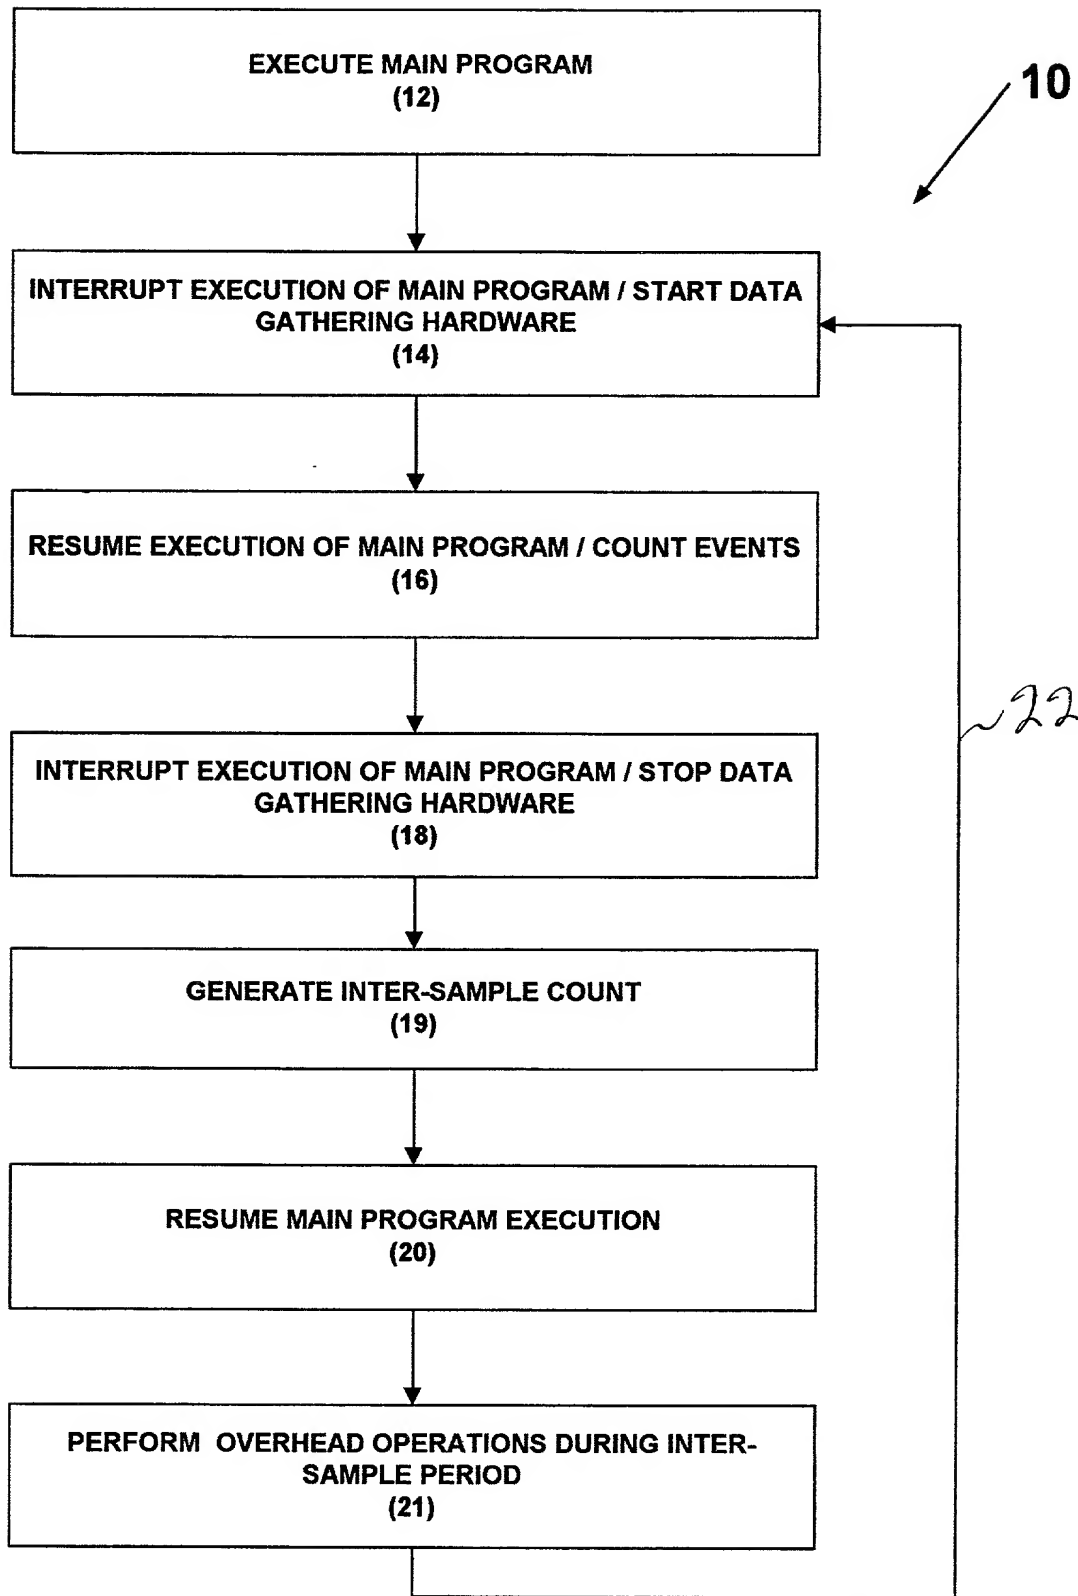 EXECUTE MAIN PROGRAM
(12)
10
INTERRUPT EXECUTION OF MAIN PROGRAM / START DATA
GATHERING HARDWARE
(14)
RESUME EXECUTION OF MAIN PROGRAM / COUNT EVENTS
(16)
22
INTERRUPT EXECUTION OF MAIN PROGRAM / STOP DATA
GATHERING HARDWARE
(18)
GENERATE INTER-SAMPLE COUNT
(19)
RESUME MAIN PROGRAM EXECUTION
(20)
PERFORM OVERHEAD OPERATIONS DURING INTER-
SAMPLE PERIOD
(21)